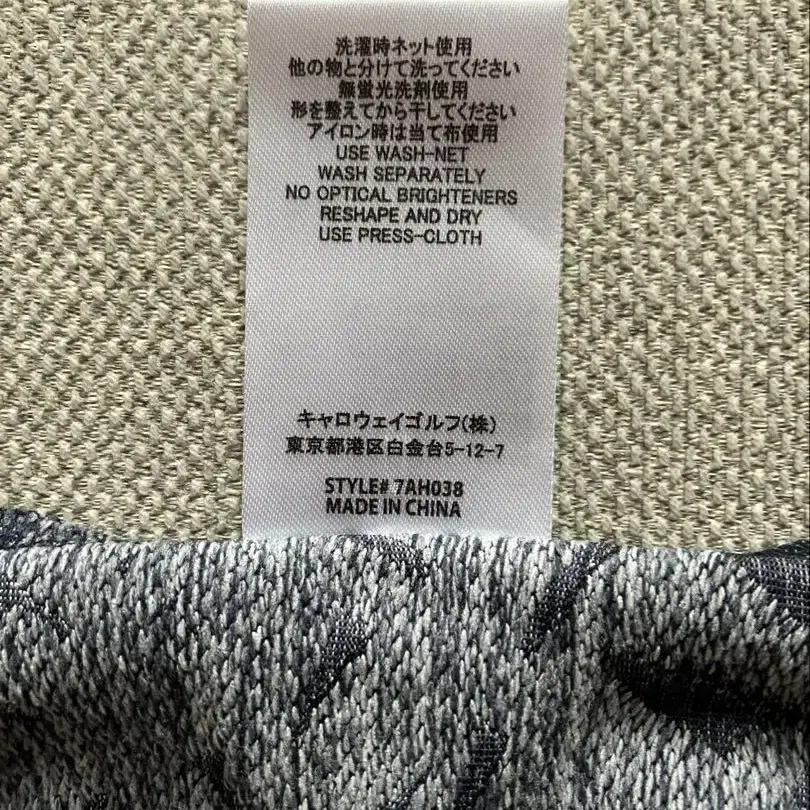 洗濯時ネット使用
他の物と分けて洗ってください
無蛍光洗剤使用
形を整えてから干してください
アイロン時は当て布使用
USE WASH-NET
WASH SEPARATELY
NO OPTICAL BRIGHTENERS
RESHAPE AND DRY
USE PRESS-CLOTH
キャロウェイゴルフ(株)
東京都港区白金台5-12-7
STYLE# 7AH038
MADE IN CHINA